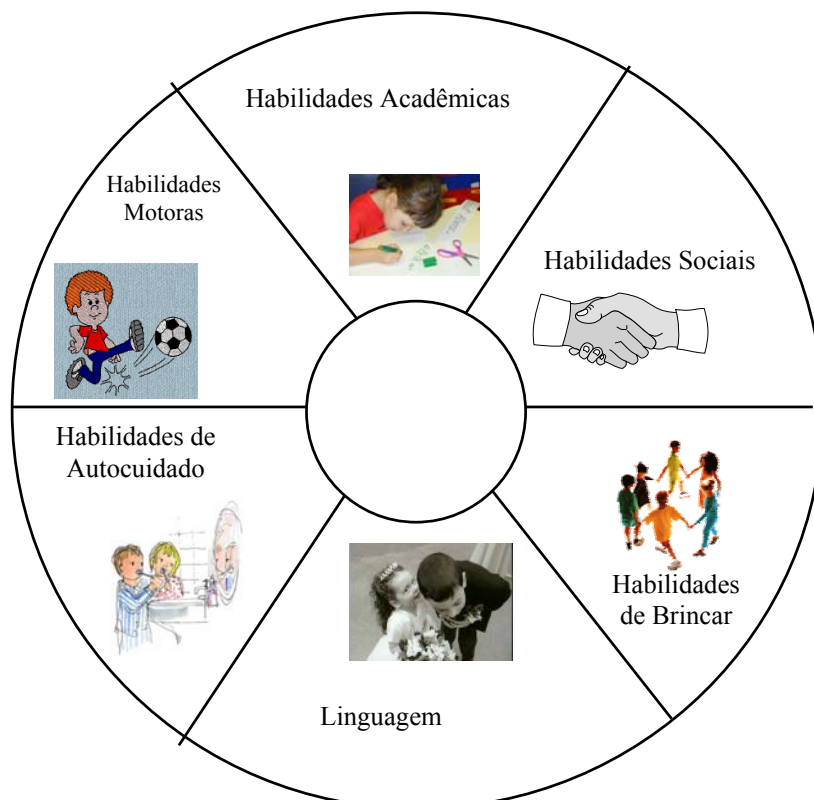 Habilidades Acadêmicas
Habilidades
Motoras
Habilidades Sociais
Habilidades de
Autocuidado
Habilidades
de Brincar
Linguagem